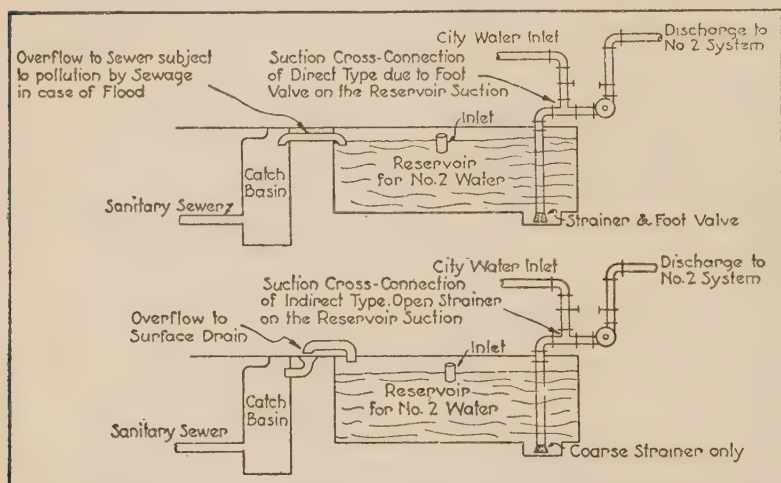 Discharge to
No. 2 System
City Water Inlet
Overflow to Sewer subject
to pollution by Sewage
in case of Flood
Suction Cross-Connection
of Direct Type due to Foot
Valve on the Reservoir Suction
Inlet
Catch
Basin
Reservoir
for No. 2 Water
Sanitary Sewer
Strainer & Foot Valve
City Water Inlet
Discharge to
No. 2 System
Suction Cross-Connection
of Indirect Type. Open Strainer
on the Reservoir Suction
Overflow to
Surface Drain
Inlet
Catch
Basin
Reservoir
for No. 2 Water
Sanitary Sewer
Coarse Strainer only